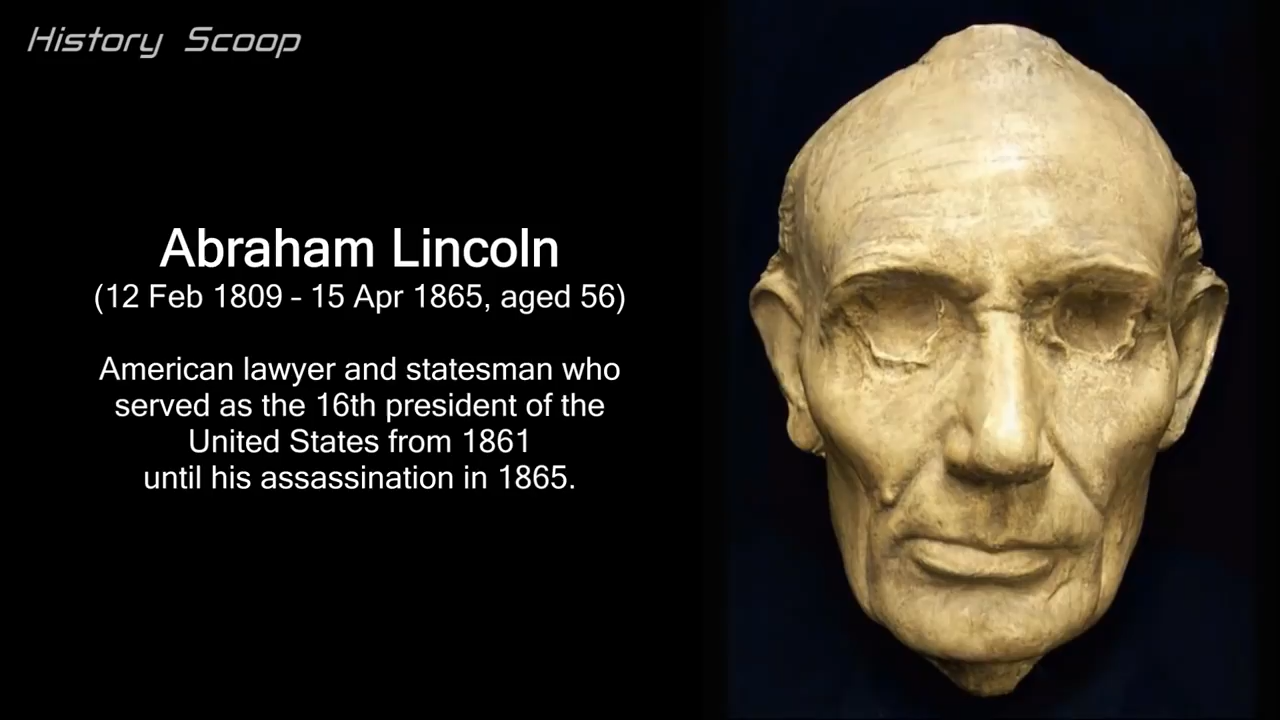 History Scoop
Abraham Lincoln
(12 Feb 1809 - 15 Apr 1865, aged 56)
American lawyer and statesman who
served as the 16th president of the
United States from 1861
until his assassination in 1865.